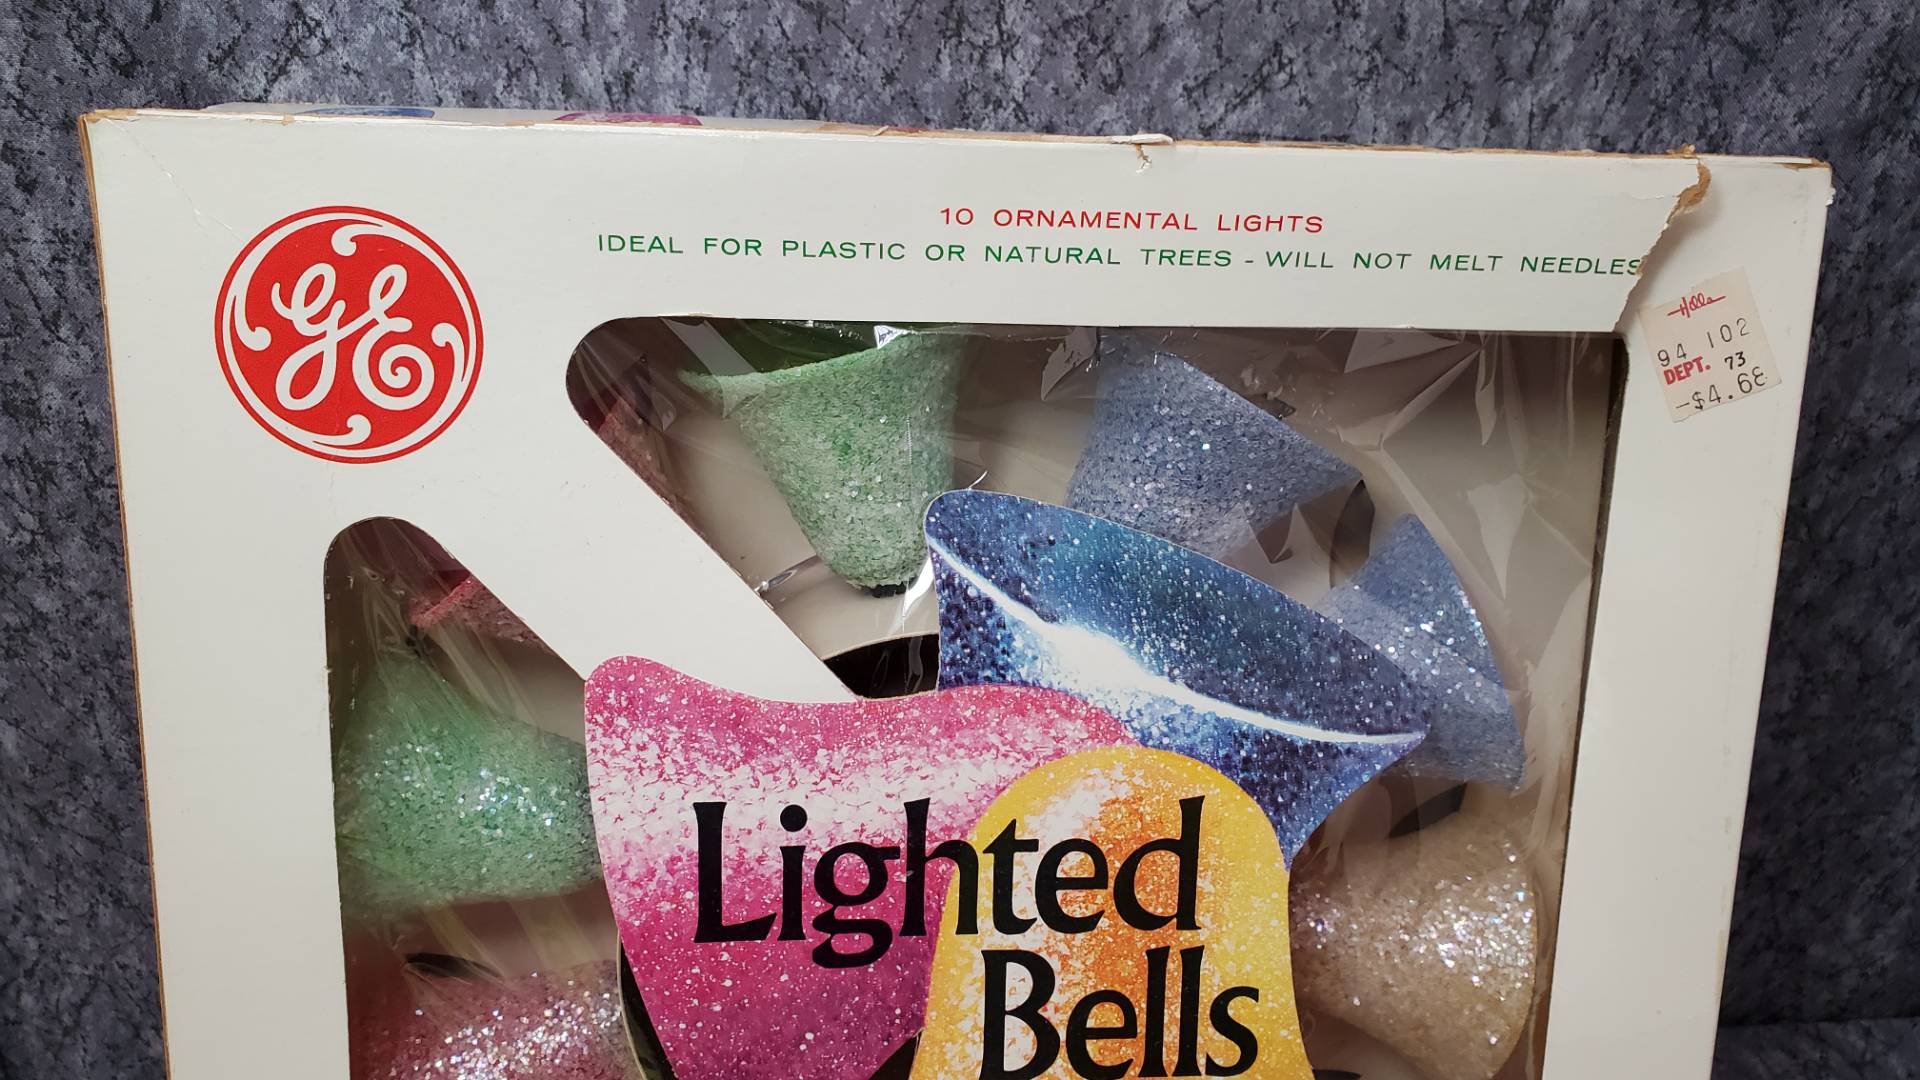 GE
10 ORNAMENTAL LIGHTS
IDEAL FOR PLASTIC OR NATURAL TREES - WILL NOT MELT NEEDLES
Hills
94 102
DEPT. 73
-$4.68
Lighted
Bells